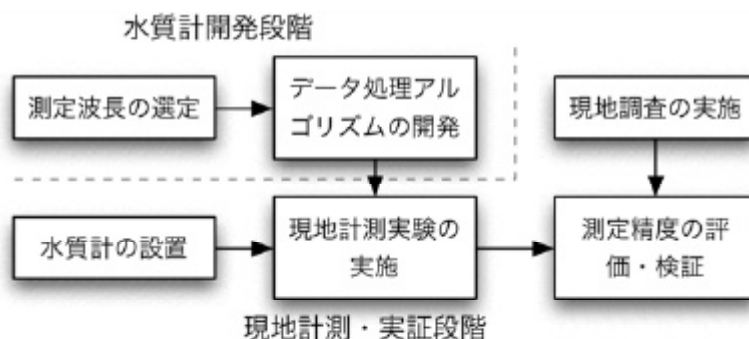 水質計開発段階
測定波長の選定
データ処理アル
ゴリズムの開発
現地調査の実施
水質計の設置
現地計測実験の
実施
測定精度の評
価・検証
現地計測・実証段階